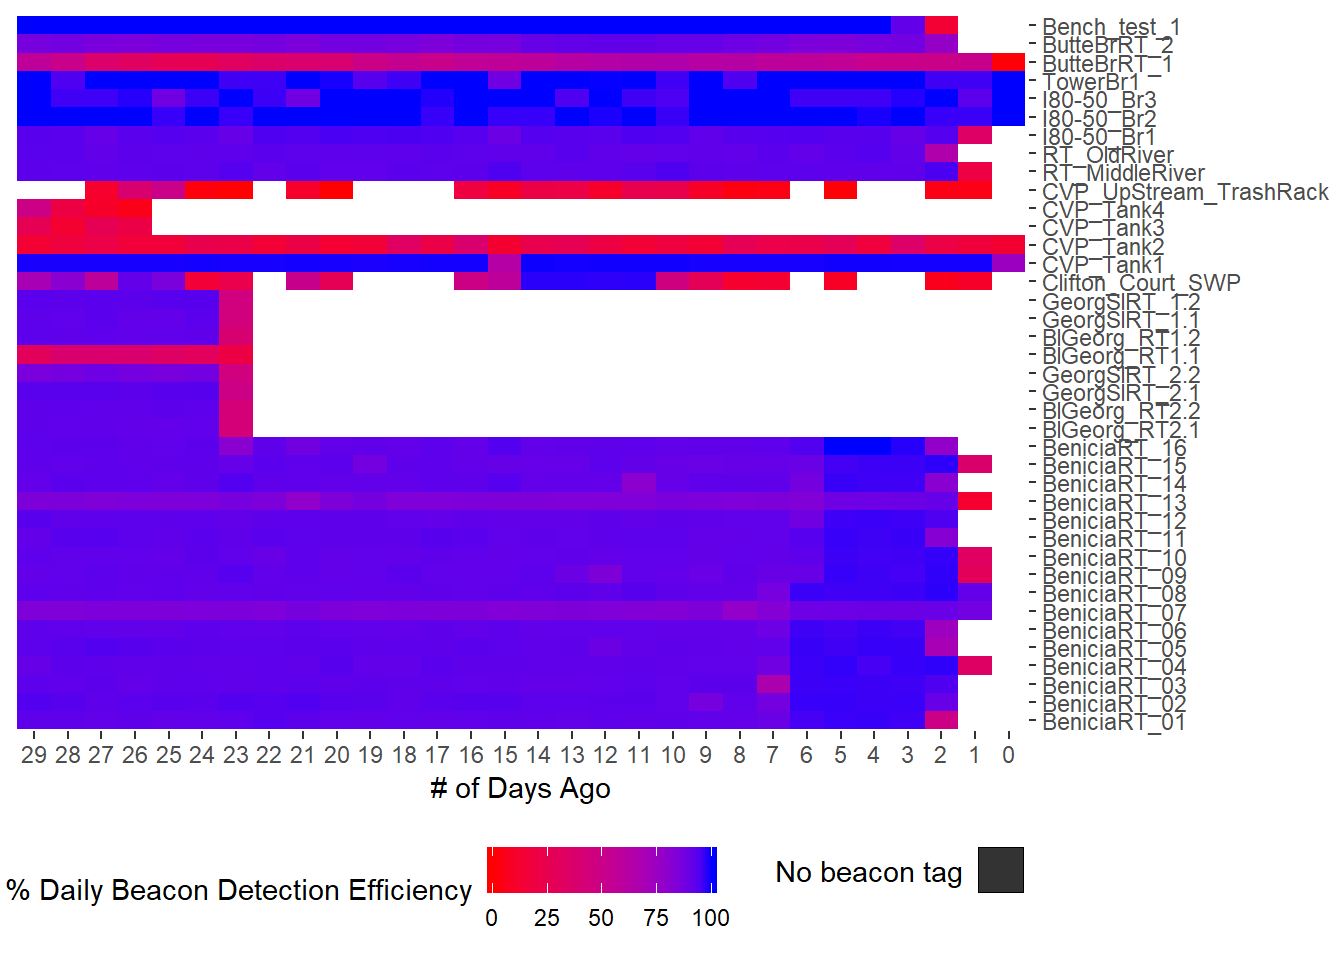 Bench_test_1
ButteBrRT_2
ButteBrRT_1
TowerBr1
I80-50_Br3
I80-50_Br2
I80-50_Br1
RT_OldRiver
RT_MiddleRiver
CVP_UpStream_TrashRack
CVP_Tank4
CVP_Tank3
CVP_Tank2
CVP_Tank1
Clifton_Court_SWP
GeorgSlRT_1.2
GeorgSlRT_1.1
BlGeorg_RT1.2
BlGeorg_RT1.1
GeorgSlRT_2.2
GeorgSlRT_2.1
BlGeorg_RT2.2
BlGeorg_RT2.1
BeniciaRT_16
BeniciaRT_15
BeniciaRT_14
BeniciaRT_13
BeniciaRT_12
BeniciaRT_11
BeniciaRT_10
BeniciaRT_09
BeniciaRT_08
BeniciaRT_07
BeniciaRT_06
BeniciaRT_05
BeniciaRT_04
BeniciaRT_03
BeniciaRT_02
BeniciaRT_01
29 28 27 26 25 24 23 22 21 20 19 18 17 16 15 14 13 12 11 10 9 8 7 6 5 4 3 2 1 0
# of Days Ago
% Daily Beacon Detection Efficiency
0 25 50 75 100
No beacon tag